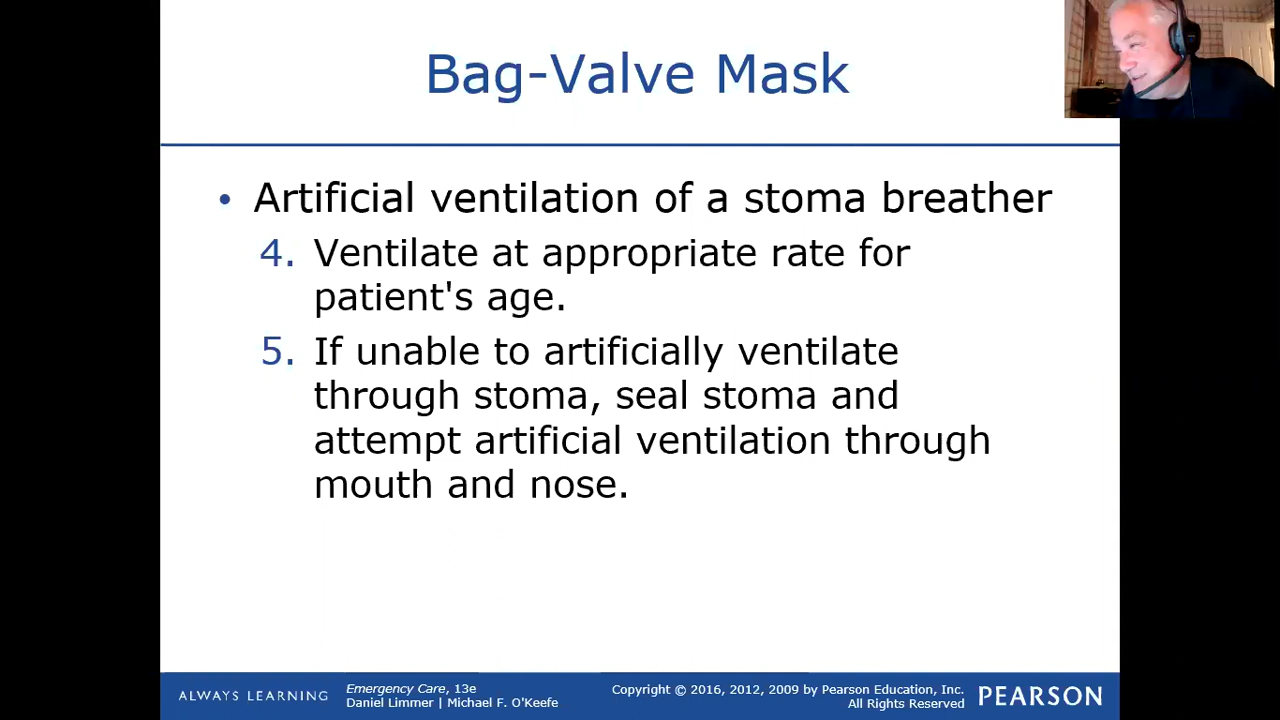 Bag-Valve Mask
• Artificial ventilation of a stoma breather
4. Ventilate at appropriate rate for
patient's age.
5. If unable to artificially ventilate
through stoma, seal stoma and
attempt artificial ventilation through
mouth and nose.
ALWAYS LEARNING
Emergency Care, 13e
Daniel Limmer | Michael F. O'Keefe
Copyright © 2016, 2012, 2009 by Pearson Education, Inc.
All Rights Reserved
PEARSON